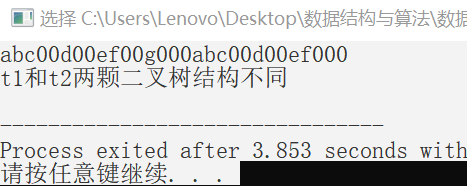 选择 C:\Users\Lenovo\Desktop\数据结构与算法\数据
abc00d00ef00g000abc00d00ef000
t1和t2两颗二叉树结构不同
--------------------------------
Process exited after 3.853 seconds with
请按任意键继续. . .